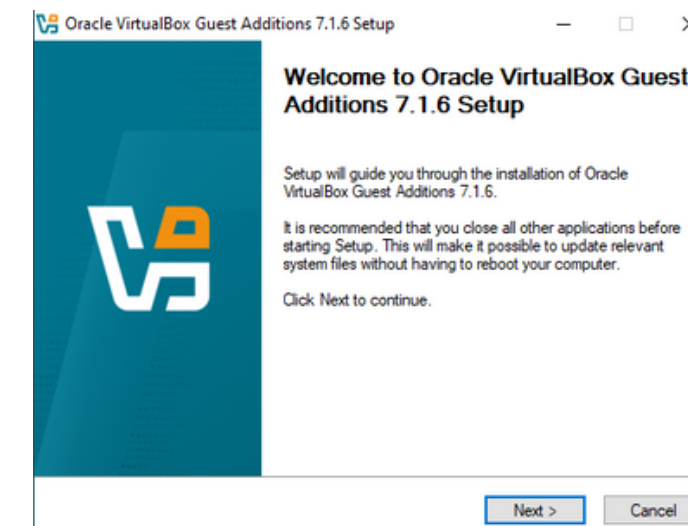 Oracle VirtualBox Guest Additions 7.1.6 Setup
Welcome to Oracle VirtualBox Guest
Additions 7.1.6 Setup
Setup will guide you through the installation of Oracle
VirtualBox Guest Additions 7.1.6.
It is recommended that you close all other applications before
starting Setup. This will make it possible to update relevant
system files without having to reboot your computer.
Click Next to continue.
Next >
Cancel